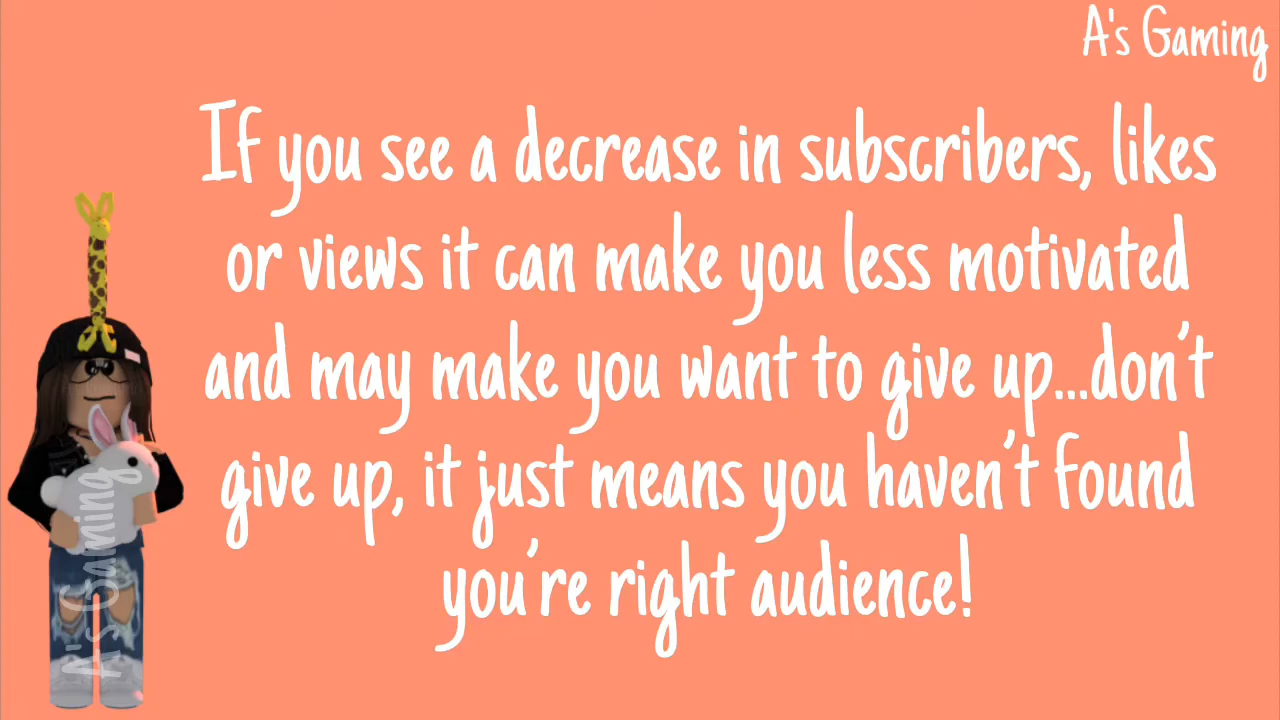 A's Gaming
If you see a decrease in subscribers, likes
or views it can make you less motivated
and may make you want to give up...don't
give up, it just means you haven't found
you're right audience!
A's Gaming